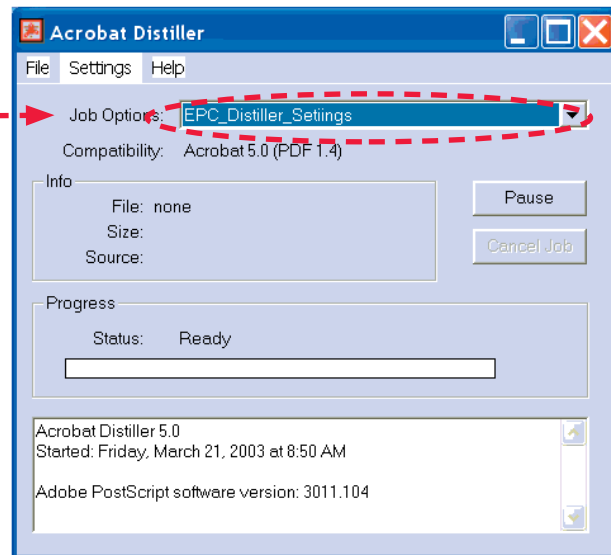 Acrobat Distiller
File Settings Help
Job Options: EPC_Distiller_Setiings
Compatibility: Acrobat 5.0 (PDF 1.4)
Info
File: none
Pause
Size:
Cancel Job
Source:
Progress
Status: Ready
Acrobat Distiller 5.0
Started: Friday, March 21, 2003 at 8:50 AM
Adobe PostScript software version: 3011.104